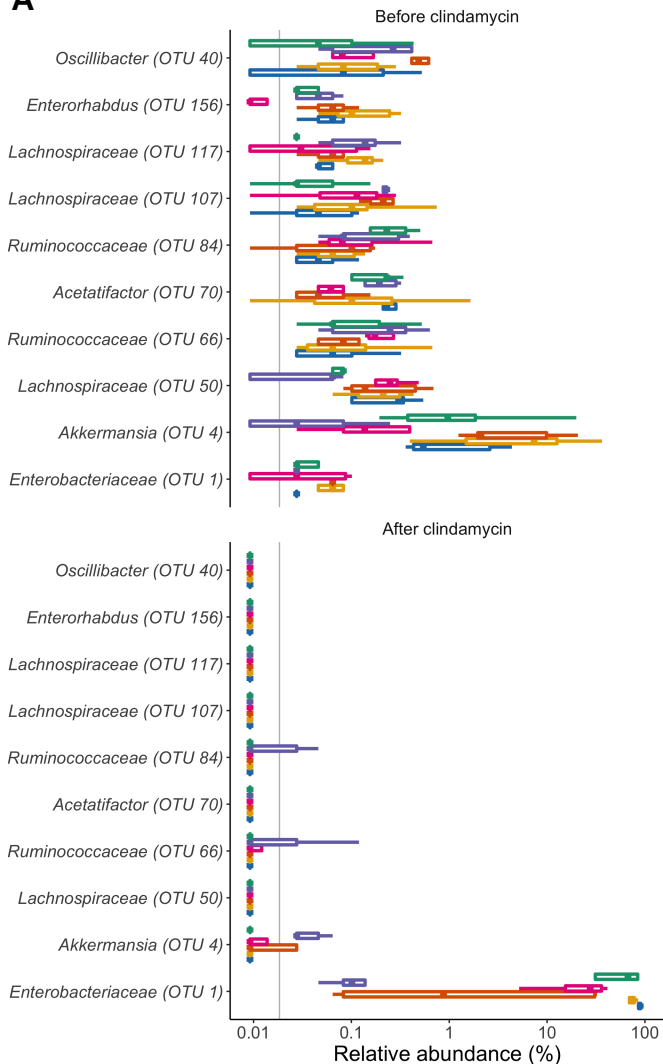 A
Before clindamycin
Oscillibacter (OTU 40)
Enterorhabdus (OTU 156)
Lachnospiraceae (OTU 117)
Lachnospiraceae (OTU 107)
Ruminococcaceae (OTU 84)
Acetatifactor (OTU 70)
Ruminococcaceae (OTU 66)
Lachnospiraceae (OTU 50)
Akkermansia (OTU 4)
Enterobacteriaceae (OTU 1)
After clindamycin
Oscillibacter (OTU 40)
Enterorhabdus (OTU 156)
Lachnospiraceae (OTU 117)
Lachnospiraceae (OTU 107)
Ruminococcaceae (OTU 84)
Acetatifactor (OTU 70)
Ruminococcaceae (OTU 66)
Lachnospiraceae (OTU 50)
Akkermansia (OTU 4)
Enterobacteriaceae (OTU 1)
0.01 0.1 1 10 100
Relative abundance (%)